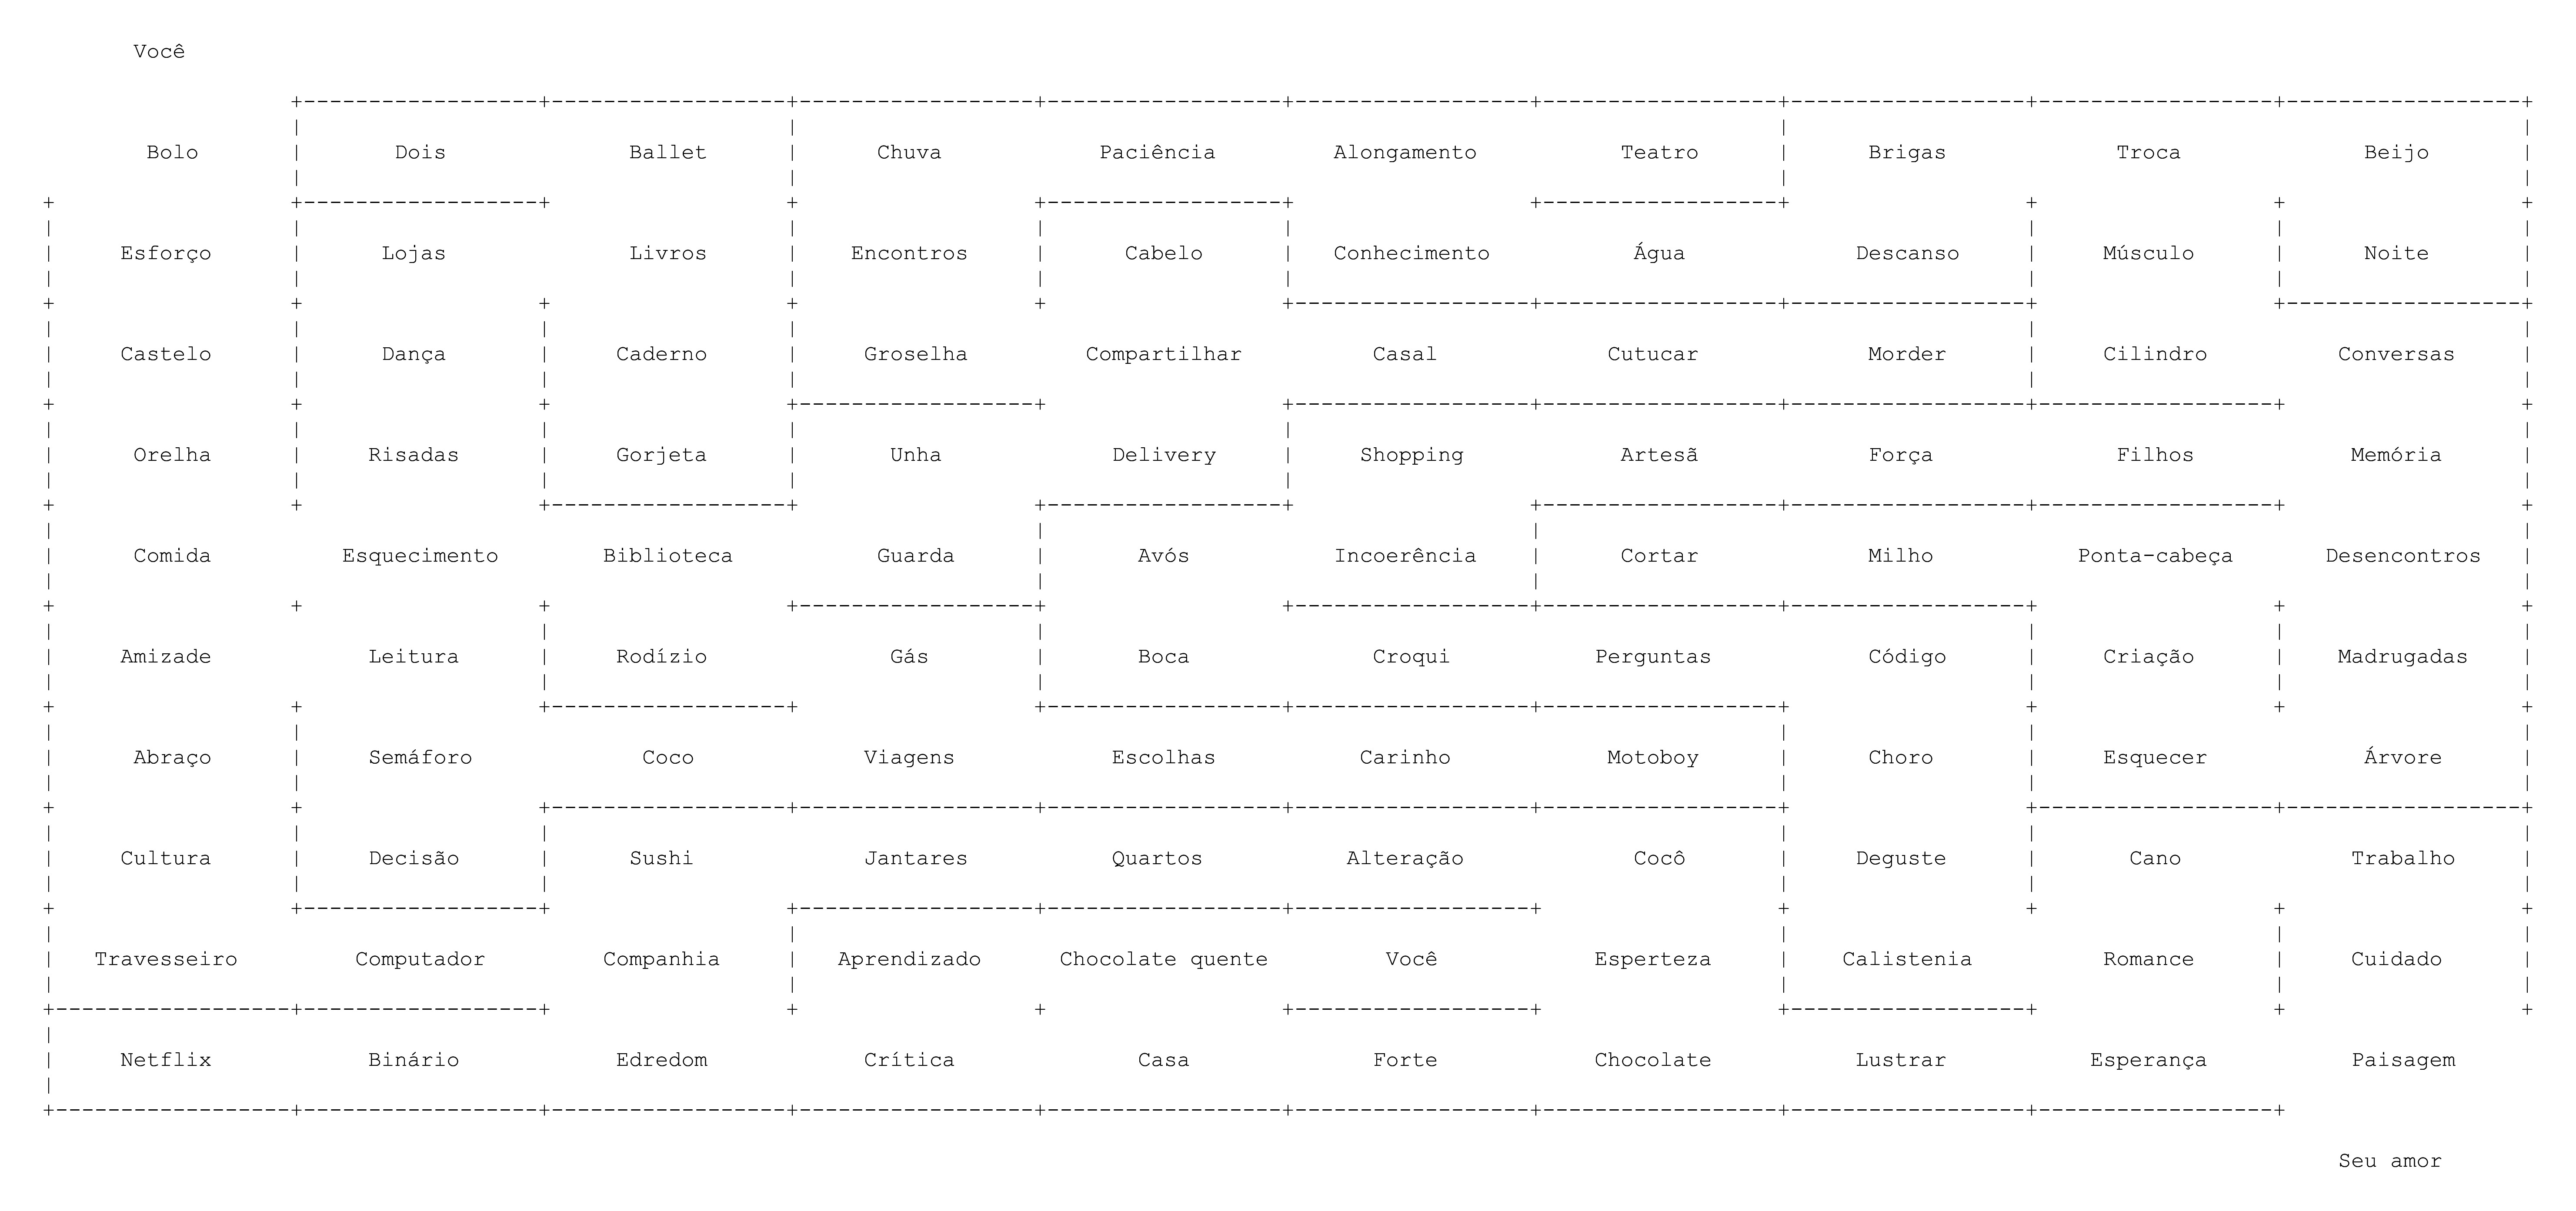 Você
Bolo Dois Ballet Chuva Paciência Alongamento Teatro Brigas Troca Beijo
Esforço Lojas Livros Encontros Cabelo Conhecimento Água Descanso Músculo Noite
Castelo Dança Caderno Groselha Compartilhar Casal Cutucar Morder Cilindro Conversas
Orelha Risadas Gorjeta Unha Delivery Shopping Artesã Força Filhos Memória
Comida Esquecimento Biblioteca Guarda Avós Incoerência Cortar Milho Ponta-cabeça Desencontros
Amizade Leitura Rodízio Gás Boca Croqui Perguntas Código Criação Madrugadas
Abraço Semáforo Coco Viagens Escolhas Carinho Motoboy Choro Esquecer Árvore
Cultura Decisão Sushi Jantares Quartos Alteração Cocô Deguste Cano Trabalho
Travesseiro Computador Companhia Aprendizado Chocolate quente Você Esperteza Calistenia Romance Cuidado
Netflix Binário Edredom Crítica Casa Forte Chocolate Lustrar Esperança Paisagem
Seu amor